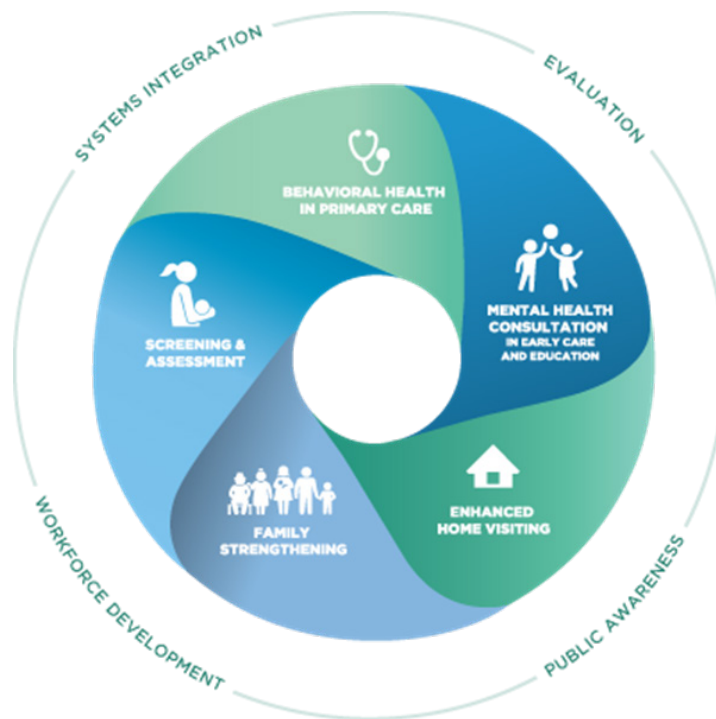 SYSTEMS INTEGRATION
EVALUATION
BEHAVIORAL HEALTH
IN PRIMARY CARE
MENTAL HEALTH
CONSULTATION
IN EARLY CARE
AND EDUCATION
SCREENING &
ASSESSMENT
ENHANCED
HOME VISITING
FAMILY
STRENGTHENING
WORKFORCE DEVELOPMENT
PUBLIC AWARENESS